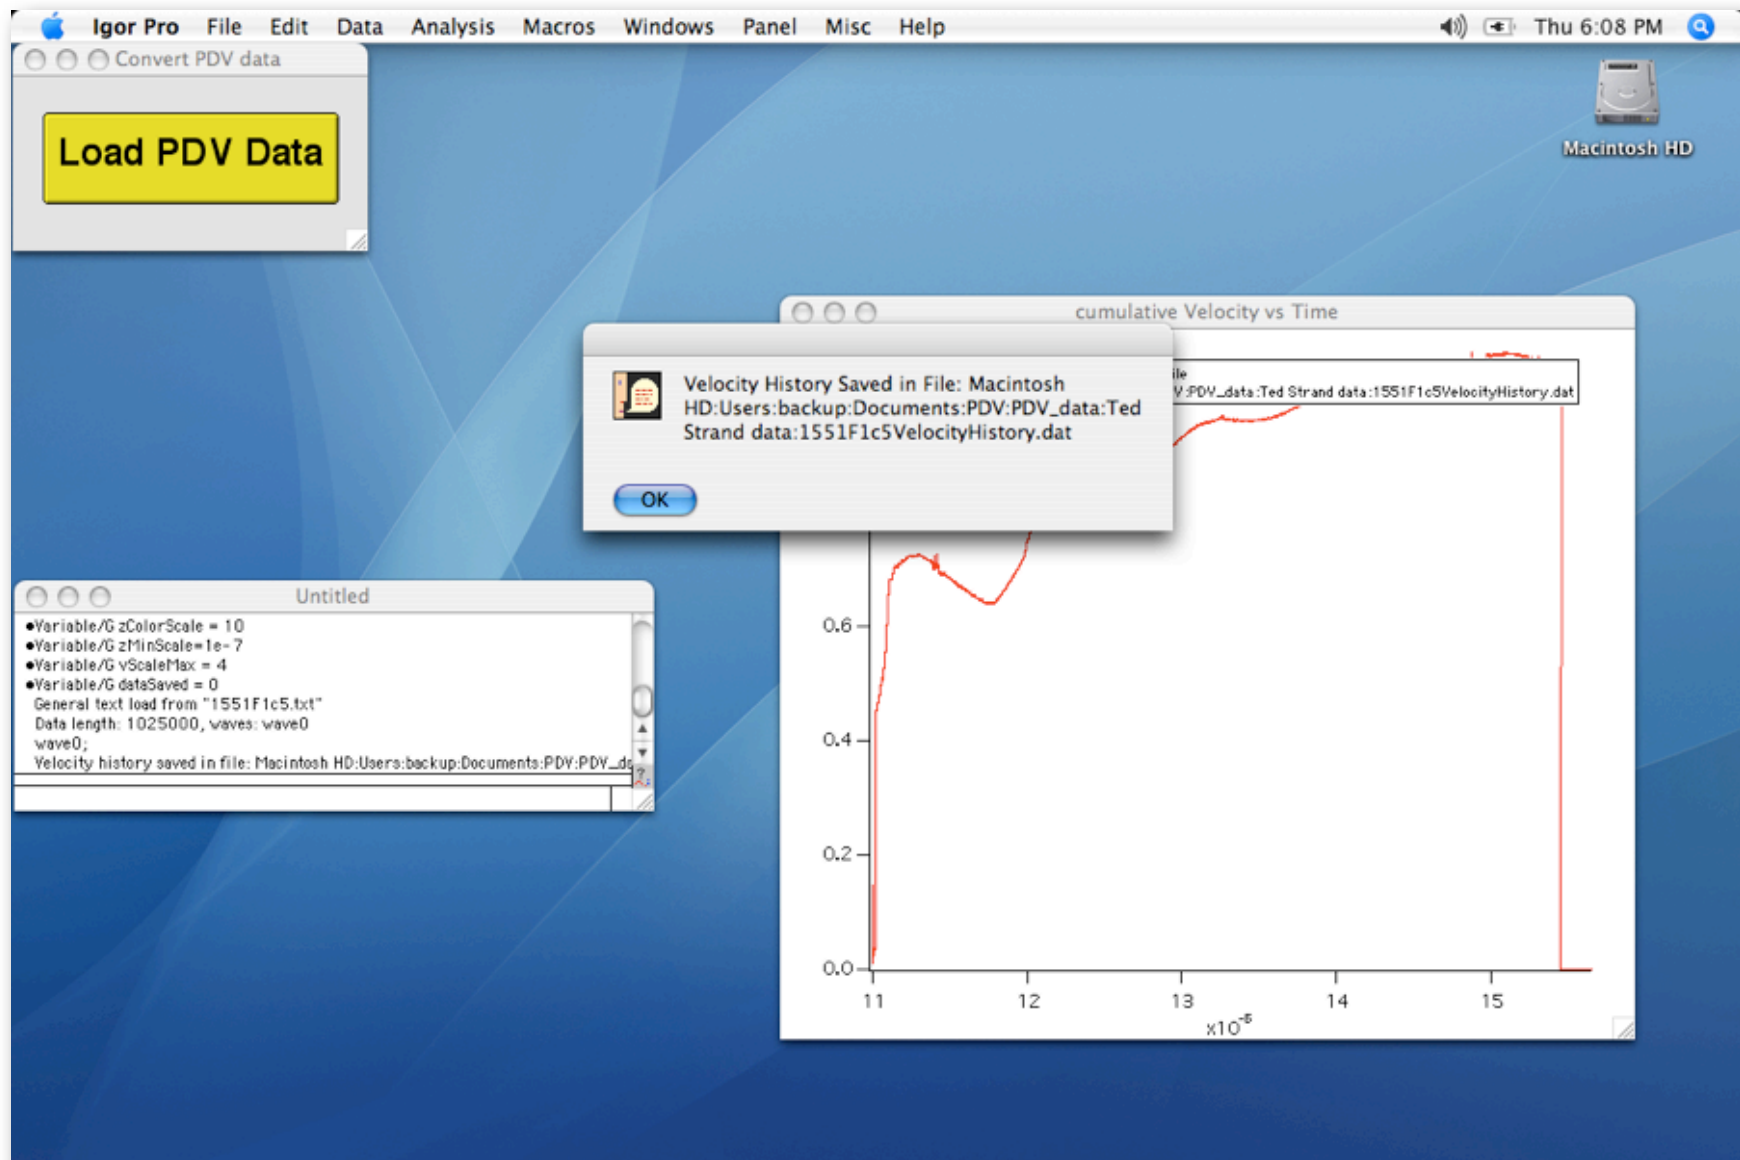 Igor Pro File Edit Data Analysis Macros Windows Panel Misc Help Thu 6:08 PM
Convert PDV data
Load PDV Data
Macintosh HD
cumulative Velocity vs Time
Velocity History Saved in File: Macintosh
HD:Users:backup:Documents:PDV:PDV_data:Ted
Strand data:1551F1c5VelocityHistory.dat
OK
ile
V:PDV_data:Ted Strand data:1551F1c5VelocityHistory.dat
0.6
0.4
0.2
0.0
11 12 13 14 15
Untitled
•Variable/G zColorScale = 10
•Variable/G zMinScale=1e-7
•Variable/G vScaleMax = 4
•Variable/G dataSaved = 0
General text load from "1551F1c5.txt"
Data length: 1025000, waves: wave0
wave0;
Velocity history saved in file: Macintosh HD:Users:backup:Documents:PDV:PDV_da
?